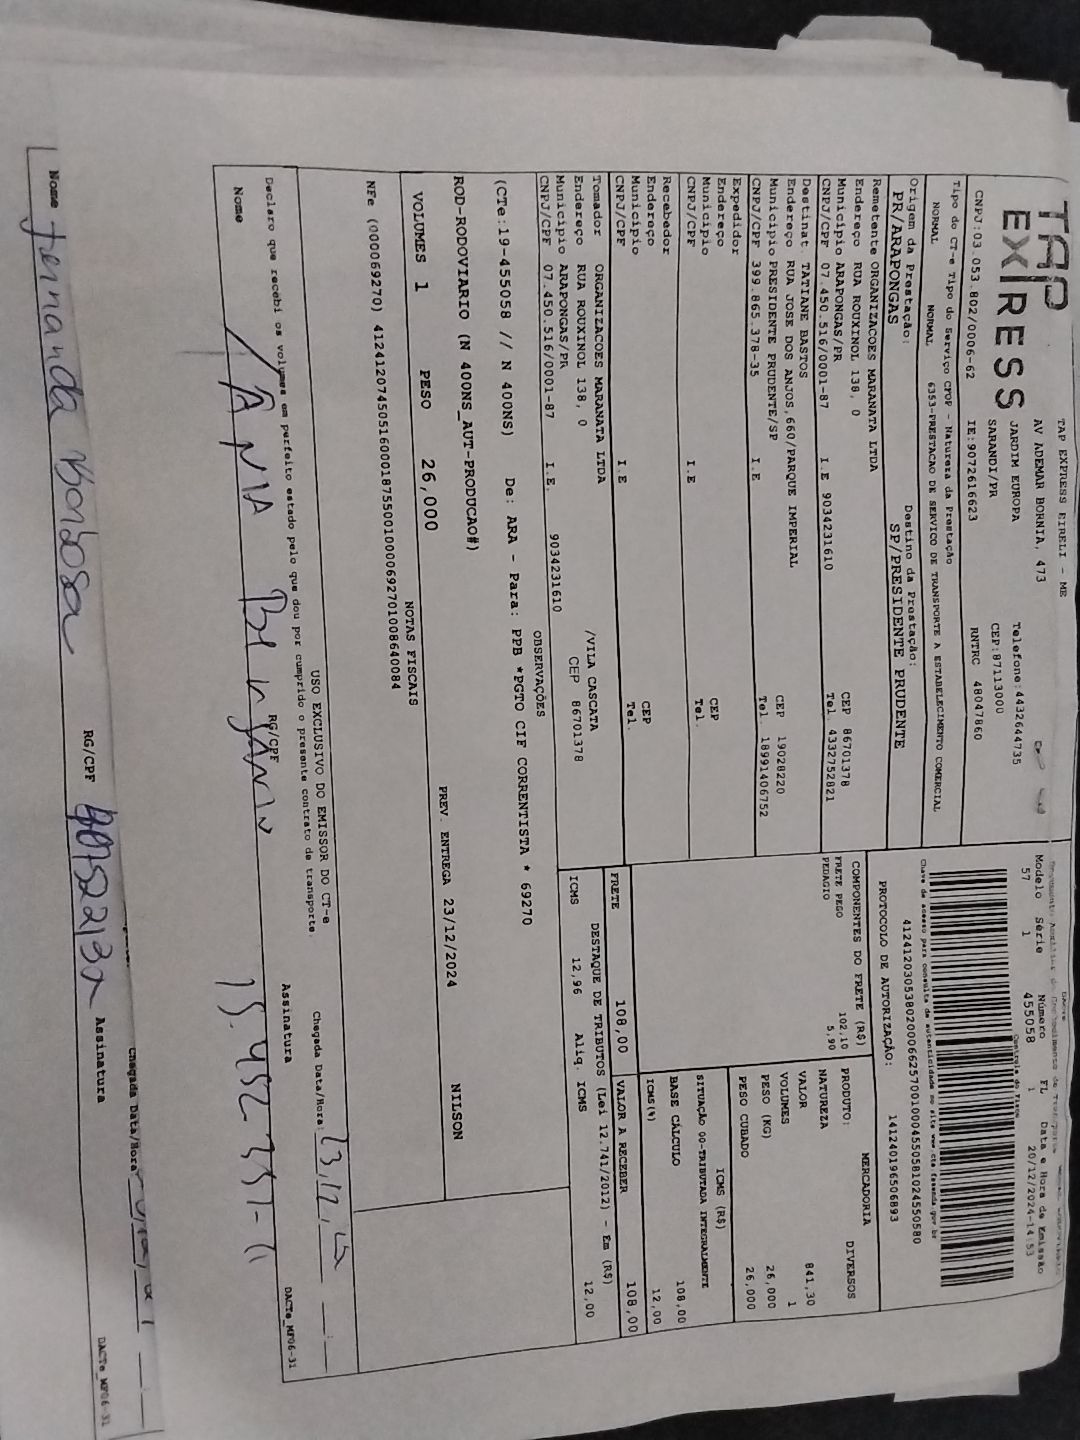 TAP EXPRESS
TAP EXPRESS EIRELI - ME
AV ADEMAR BORNIA, 473
JARDIM EUROPA
SARANDI/PR
Telefone:4432644735
CEP:87113000
CNPJ:03.053.802/0006-62 IE:9072616623 RNTRC 48047860
Modelo Série Número FL Data e Hora de Emissão
57 1 455058 1 20/12/2024-14:53
Controle do Fisco
Chave de acesso para consulta de autenticidade no site www.cte.fazenda.gov.br
41241203053802000662570010004550581024550580
PROTOCOLO DE AUTORIZAÇÃO: 141240196506893
Tipo do CT-e Tipo do Serviço CFOP - Natureza da Prestação
NORMAL NORMAL 6353-PRESTACAO DE SERVICO DE TRANSPORTE A ESTABELECIMENTO COMERCIAL
Origem da Prestação: Destino da Prestação:
PR/ARAPONGAS SP/PRESIDENTE PRUDENTE
Remetente ORGANIZACOES MARANATA LTDA
Endereço RUA ROUXINOL 138, 0 CEP 86701378
Município ARAPONGAS/PR Tel. 4332752821
CNPJ/CPF 07.450.516/0001-87 I.E 9034231610
Destinat TATIANE BASTOS
Endereço RUA JOSE DOS ANJOS,660/PARQUE IMPERIAL CEP 19028220
Município PRESIDENTE PRUDENTE/SP Tel. 18991406752
CNPJ/CPF 399.865.378-35 I.E
Expedidor
Endereço CEP
Município Tel.
CNPJ/CPF I.E
Recebedor
Endereço CEP
Município Tel.
CNPJ/CPF I.E
Tomador ORGANIZACOES MARANATA LTDA
Endereço RUA ROUXINOL 138, 0 /VILA CASCATA
Município ARAPONGAS/PR CEP 86701378
CNPJ/CPF 07.450.516/0001-87 I.E. 9034231610
COMPONENTES DO FRETE (R$)
FRETE PESO 102,10
PEDAGIO 5,90
MERCADORIA
PRODUTO: DIVERSOS
NATUREZA
VALOR 841,30
VOLUMES 1
PESO (KG) 26,000
PESO CUBADO 26,000
ICMS (R$)
SITUAÇÃO 00-TRIBUTADA INTEGRALMENTE
BASE CÁLCULO 108,00
ICMS(%) 12,00
FRETE 108,00 VALOR A RECEBER 108,00
DESTAQUE DE TRIBUTOS (Lei 12.741/2012) - Em (R$)
ICMS 12,96 Aliq. ICMS 12,00
OBSERVAÇÕES
(CTe:19-455058 // N 400NS) De: ARA - Para: PPB *PGTO CIF CORRENTISTA * 69270
ROD-RODOVIARIO (N 400NS_AUT-PRODUCAO#)
VOLUMES 1 PESO 26,000 PREV. ENTREGA 23/12/2024 NILSON
NOTAS FISCAIS
NFe (000069270) 41241207450516000187550010000692701008640084
USO EXCLUSIVO DO EMISSOR DO CT-e
Declaro que recebi os volumes em perfeito estado pelo que dou por cumprido o presente contrato de transporte. Chegada Data/Hora:
Nome RG/CPF Assinatura
DACTe_MF06-31
Chegada Data/Hora
Nome Fernanda Barbosa RG/CPF Assinatura
DACTe_MF06-31